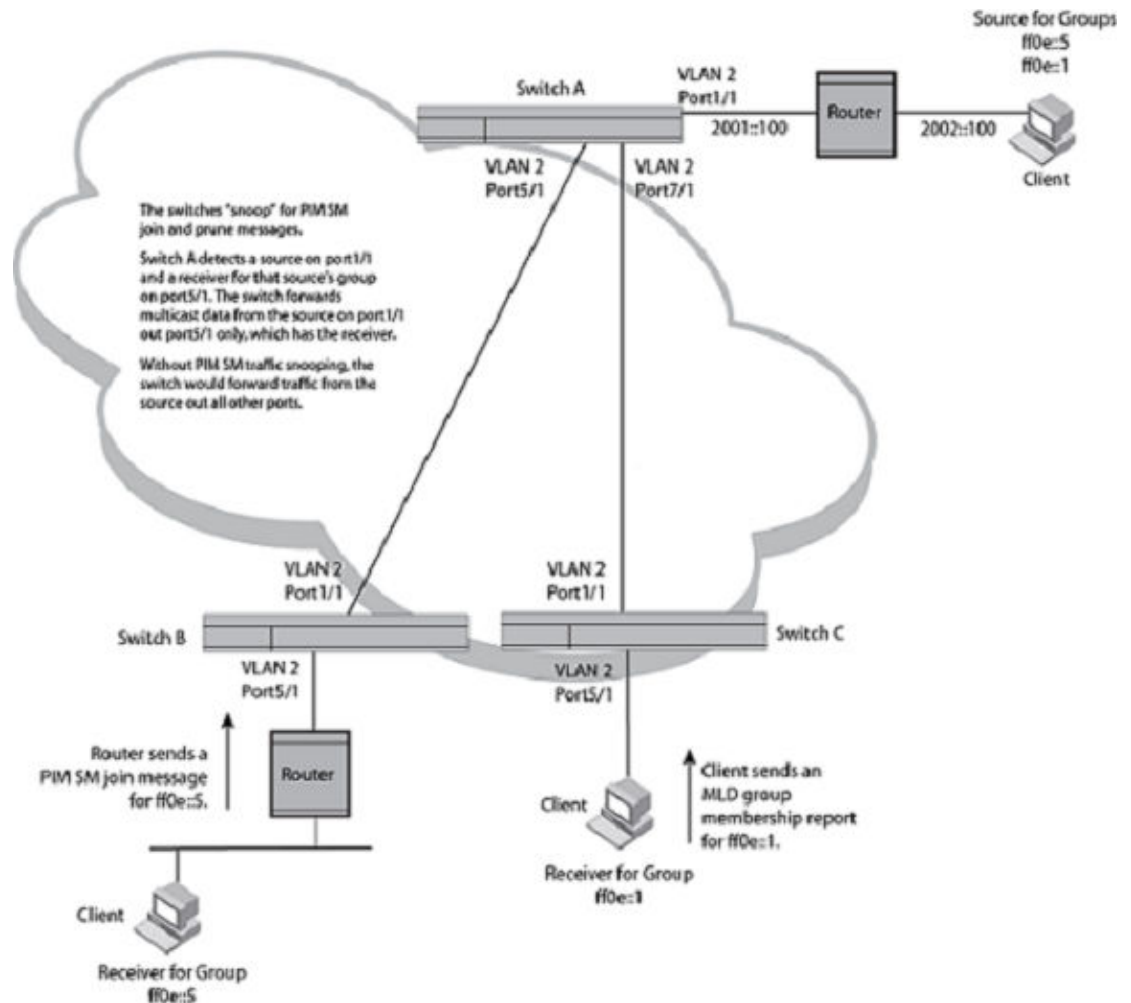 Source for Groups
ff0e::5
ff0e::1
VLAN 2
Port1/1
Switch A
Router
2001::100
2002::100
Client
VLAN 2
Port5/1
VLAN 2
Port7/1
The switches "snoop" for PIM SM
join and prune messages.
Switch A detects a source on port1/1
and a receiver for that source's group
on port5/1. The switch forwards
multicast data from the source on port1/1
out port5/1 only, which has the receiver.
Without PIM SM traffic snooping, the
switch would forward traffic from the
source out all other ports.
VLAN 2
Port1/1
VLAN 2
Port1/1
Switch B
Switch C
VLAN 2
Port5/1
VLAN 2
Port5/1
Router sends a
PIM SM join message
for ff0e::5.
Router
Client
Client sends an
MLD group
membership report
for ff0e::1.
Receiver for Group
ff0e::1
Client
Receiver for Group
ff0e::5